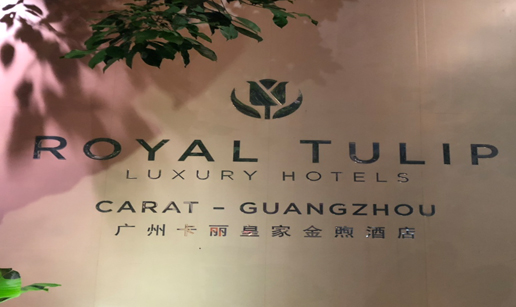 ROYAL TULIP
LUXURY HOTELS
CARAT – GUANGZHOU
广州卡丽皇家金煦酒店